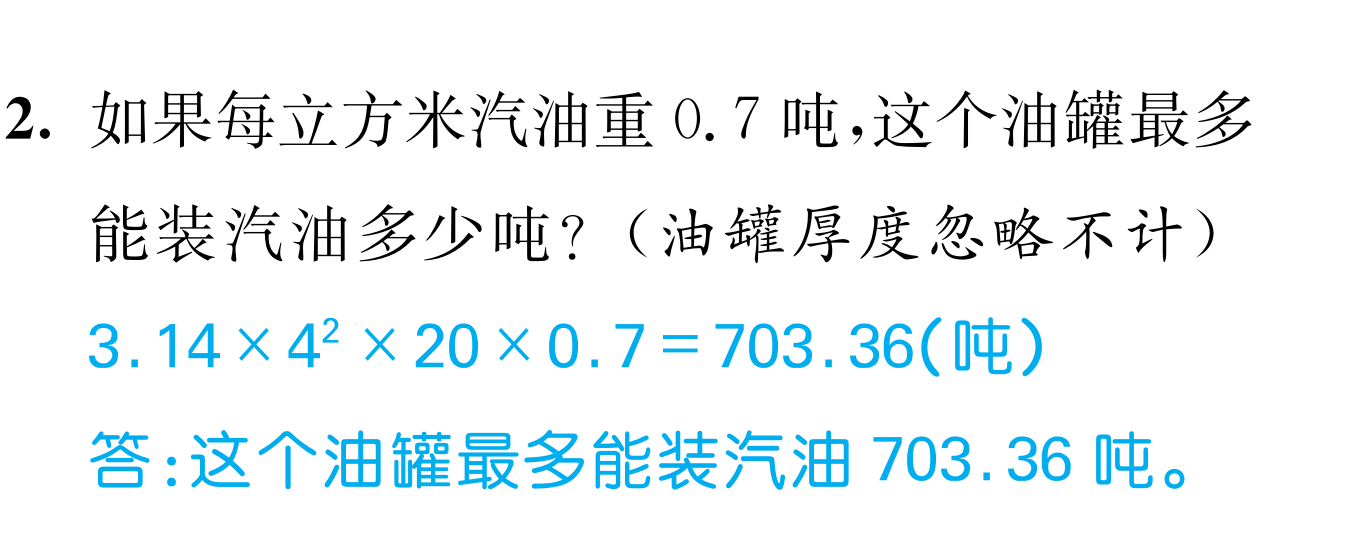 2. 如果每立方米汽油重 0.7 吨,这个油罐最多
能装汽油多少吨?(油罐厚度忽略不计)
3.14×4²×20×0.7=703.36(吨)
答:这个油罐最多能装汽油 703.36 吨。